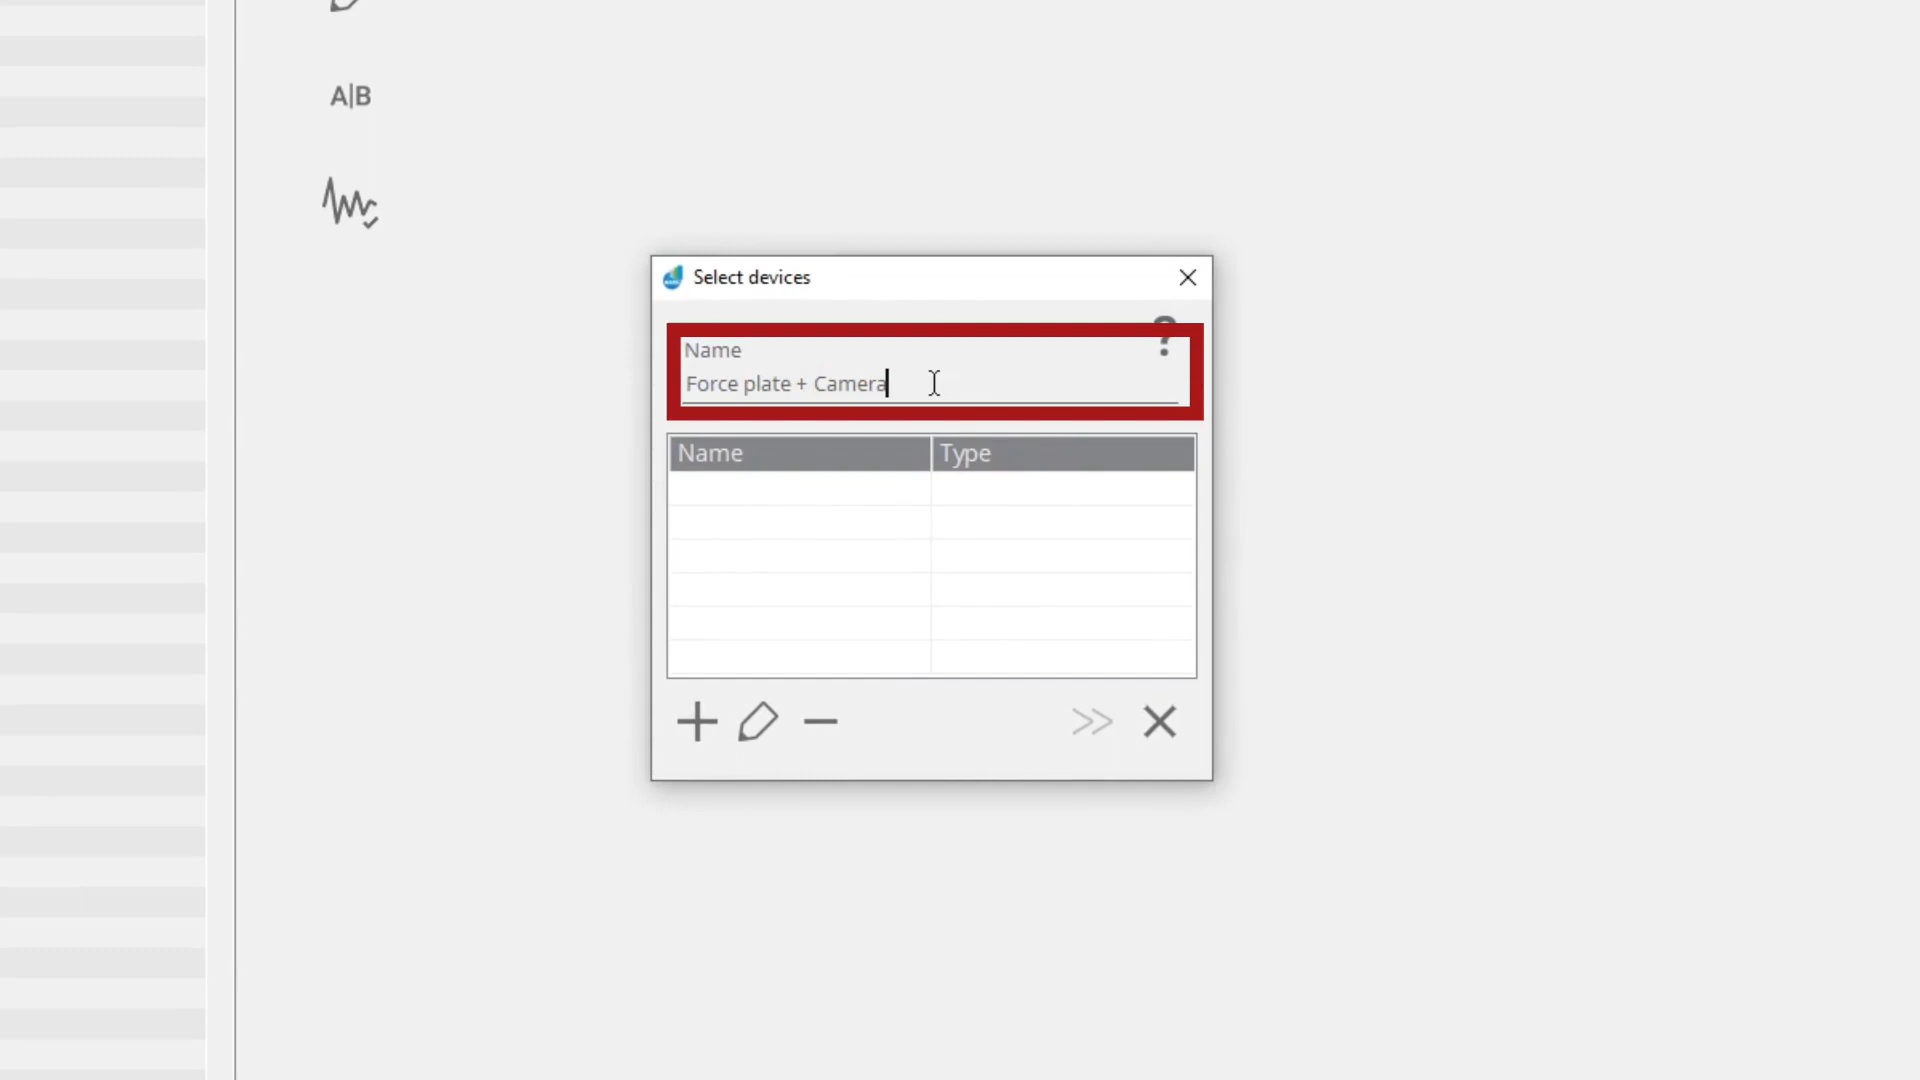 A|B
Select devices
?
Name
Force plate + Camera
Name Type